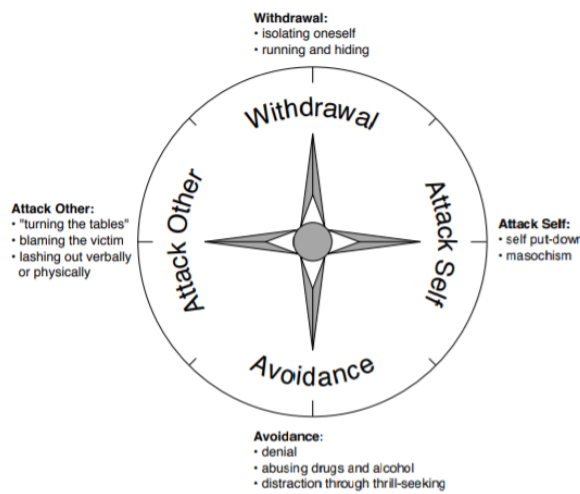 Withdrawal:
• isolating oneself
• running and hiding
Withdrawal
Attack Other:
• "turning the tables"
• blaming the victim
• lashing out verbally
or physically
Attack Other
Attack Self
Attack Self:
• self put-down
• masochism
Avoidance
Avoidance:
• denial
• abusing drugs and alcohol
• distraction through thrill-seeking